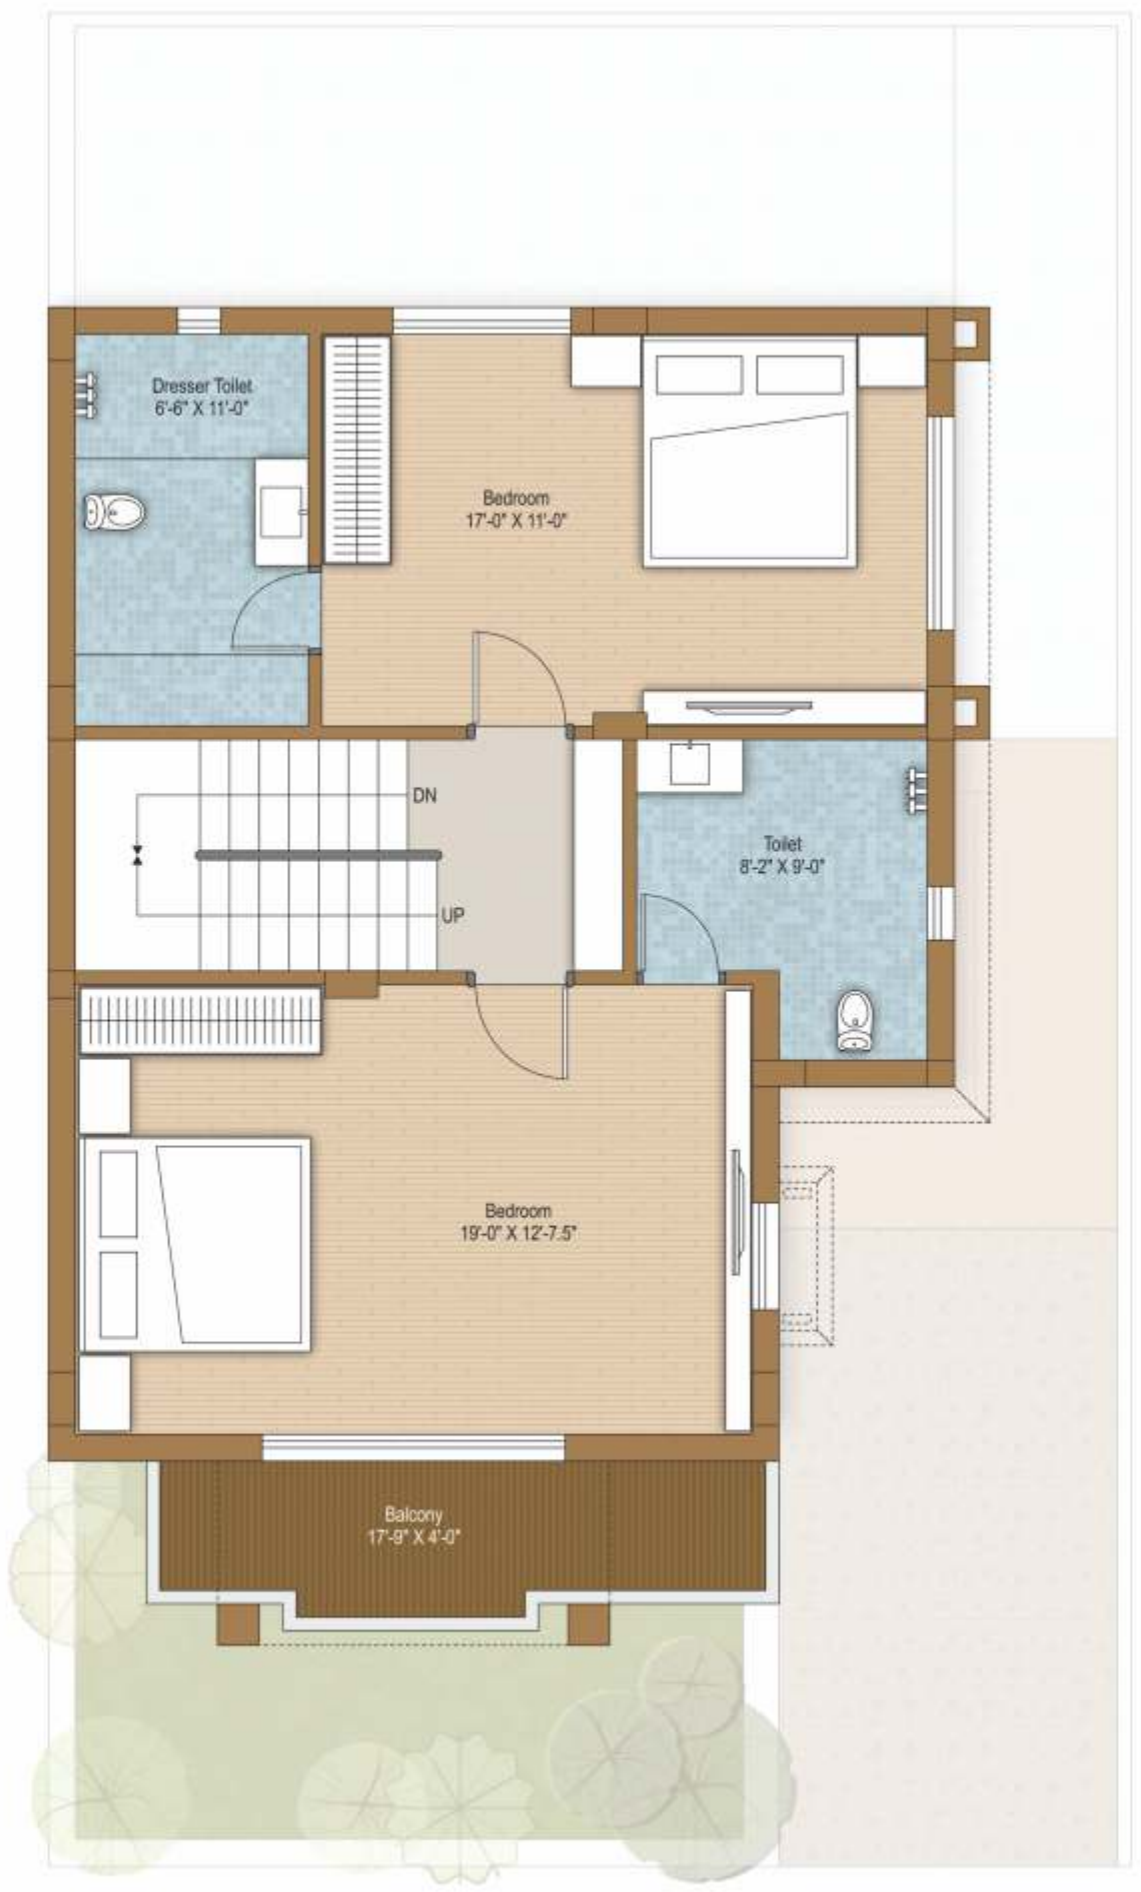 Dresser Toilet
6'-6" X 11'-0"
Bedroom
17'-0" X 11'-0"
DN
Toilet
8'-2" X 9'-0"
UP
Bedroom
19'-0" X 12'-7.5"
Balcony
17'-9" X 4'-0"